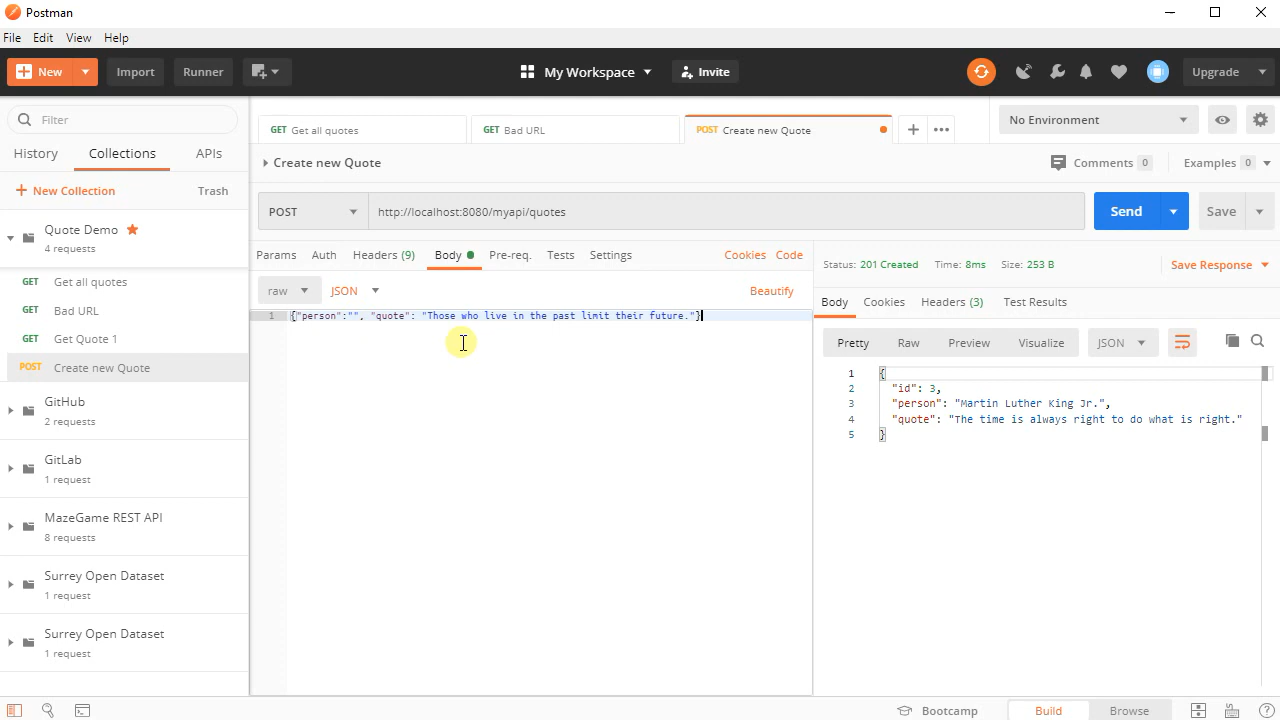 Postman
File Edit View Help
New Import Runner My Workspace Invite Upgrade
Filter
History Collections APIs
+ New Collection Trash
Quote Demo
4 requests
GET Get all quotes
GET Bad URL
GET Get Quote 1
POST Create new Quote
GitHub
2 requests
GitLab
1 request
MazeGame REST API
8 requests
Surrey Open Dataset
1 request
Surrey Open Dataset
1 request
GET Get all quotes GET Bad URL POST Create new Quote + ••• No Environment
Create new Quote Comments 0 Examples 0
POST http://localhost:8080/myapi/quotes Send Save
Params Auth Headers (9) Body Pre-req. Tests Settings Cookies Code
raw JSON Beautify
1 {"person":"", "quote": "Those who live in the past limit their future."}
Status: 201 Created Time: 8ms Size: 253 B Save Response
Body Cookies Headers (3) Test Results
Pretty Raw Preview Visualize JSON
1 {
2 "id": 3,
3 "person": "Martin Luther King Jr.",
4 "quote": "The time is always right to do what is right."
5 }
Bootcamp Build Browse